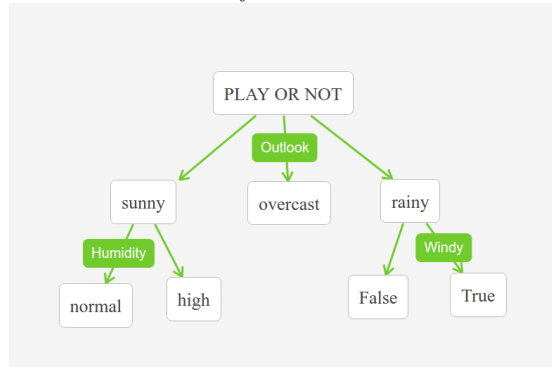 PLAY OR NOT
Outlook
sunny
overcast
rainy
Humidity
Windy
normal
high
False
True